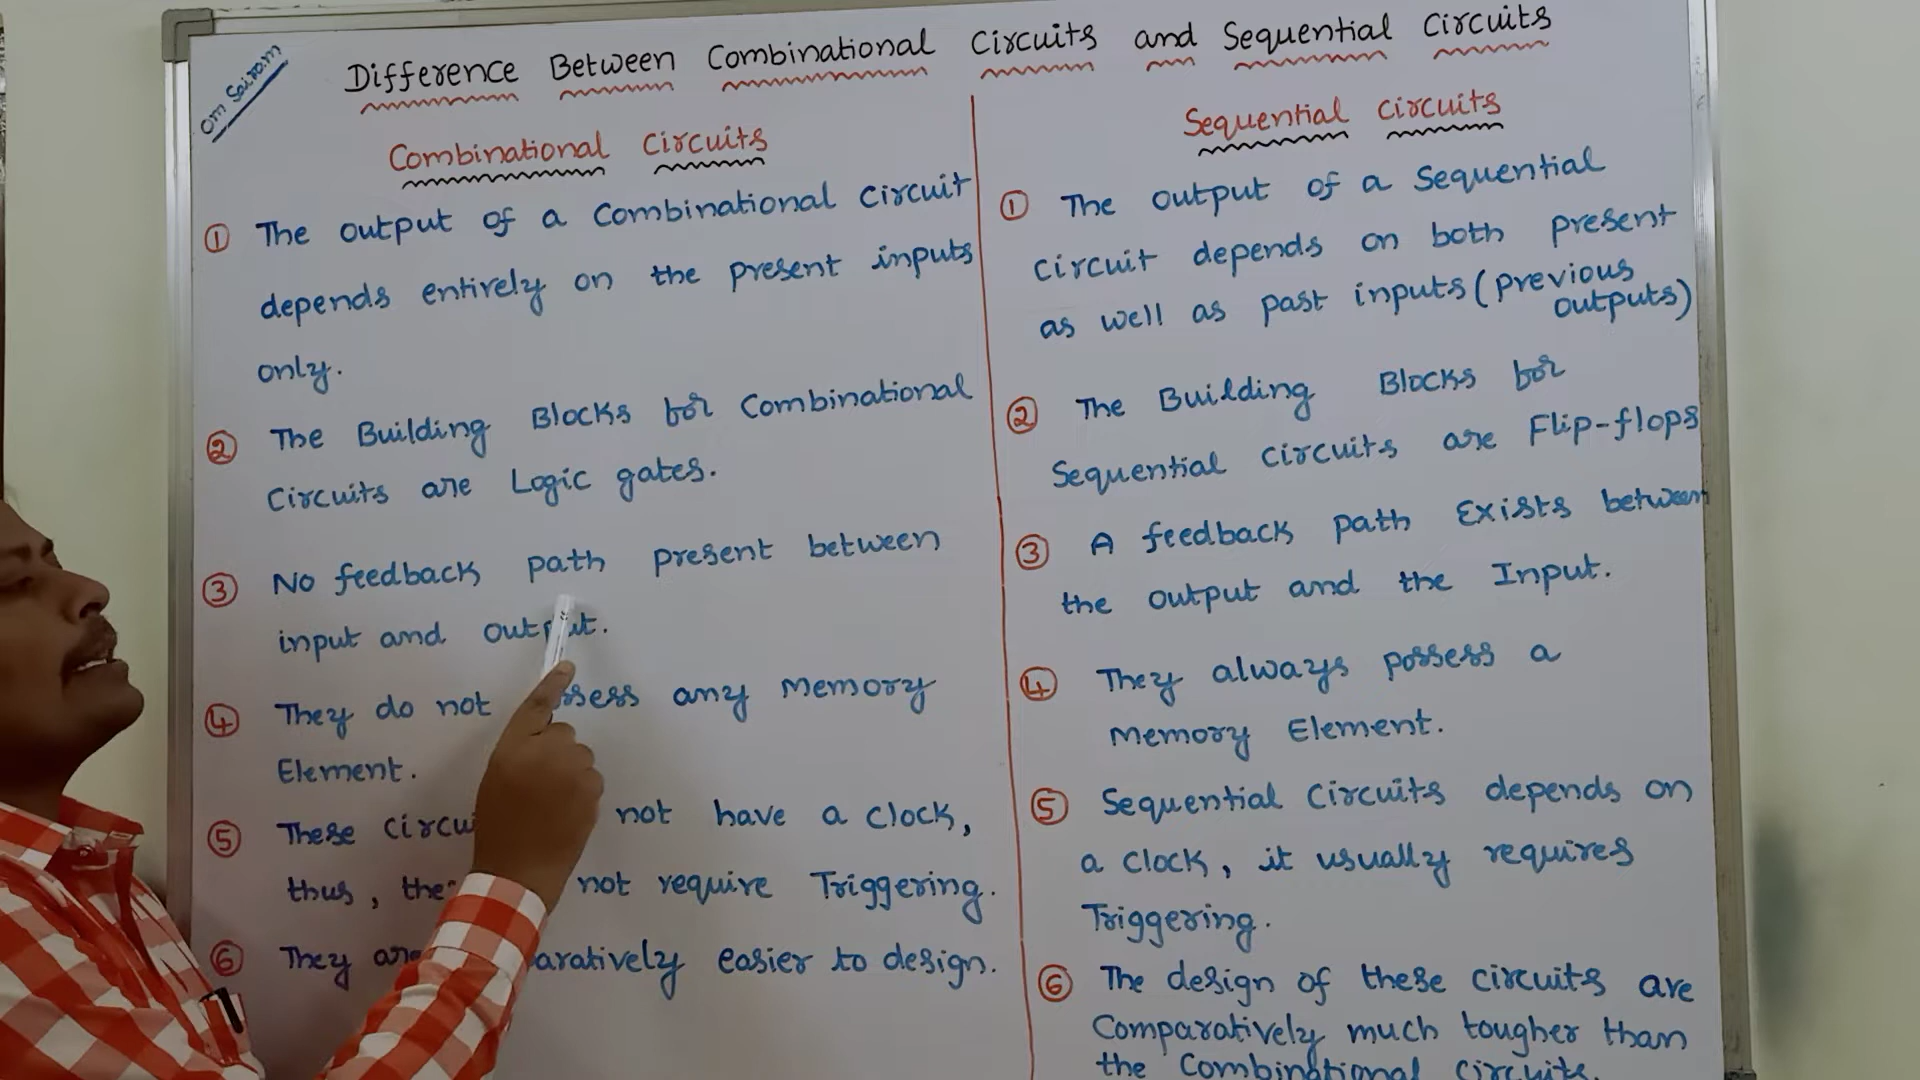 Om Sairam
Difference Between Combinational Circuits and Sequential Circuits
Combinational Circuits
① The output of a Combinational Circuit
depends entirely on the present inputs
only.
② The Building Blocks for Combinational
Circuits are Logic gates.
③ No feedback path present between
input and output.
④ They do not any Memory
Element.
⑤ These not have a clock,
thus, not require Triggering.
⑥ They easier to design.
Sequential Circuits
① The output of a Sequential
Circuit depends on both present
as well as past inputs (previous
outputs)
② The Building Blocks for
Sequential Circuits are Flip-flops
③ A feedback path Exists between
the output and the Input.
④ They always possess a
Memory Element.
⑤ Sequential Circuits depends on
a clock, it usually requires
Triggering.
⑥ The design of these circuits are
Comparatively much tougher than
the Combinational circuits.